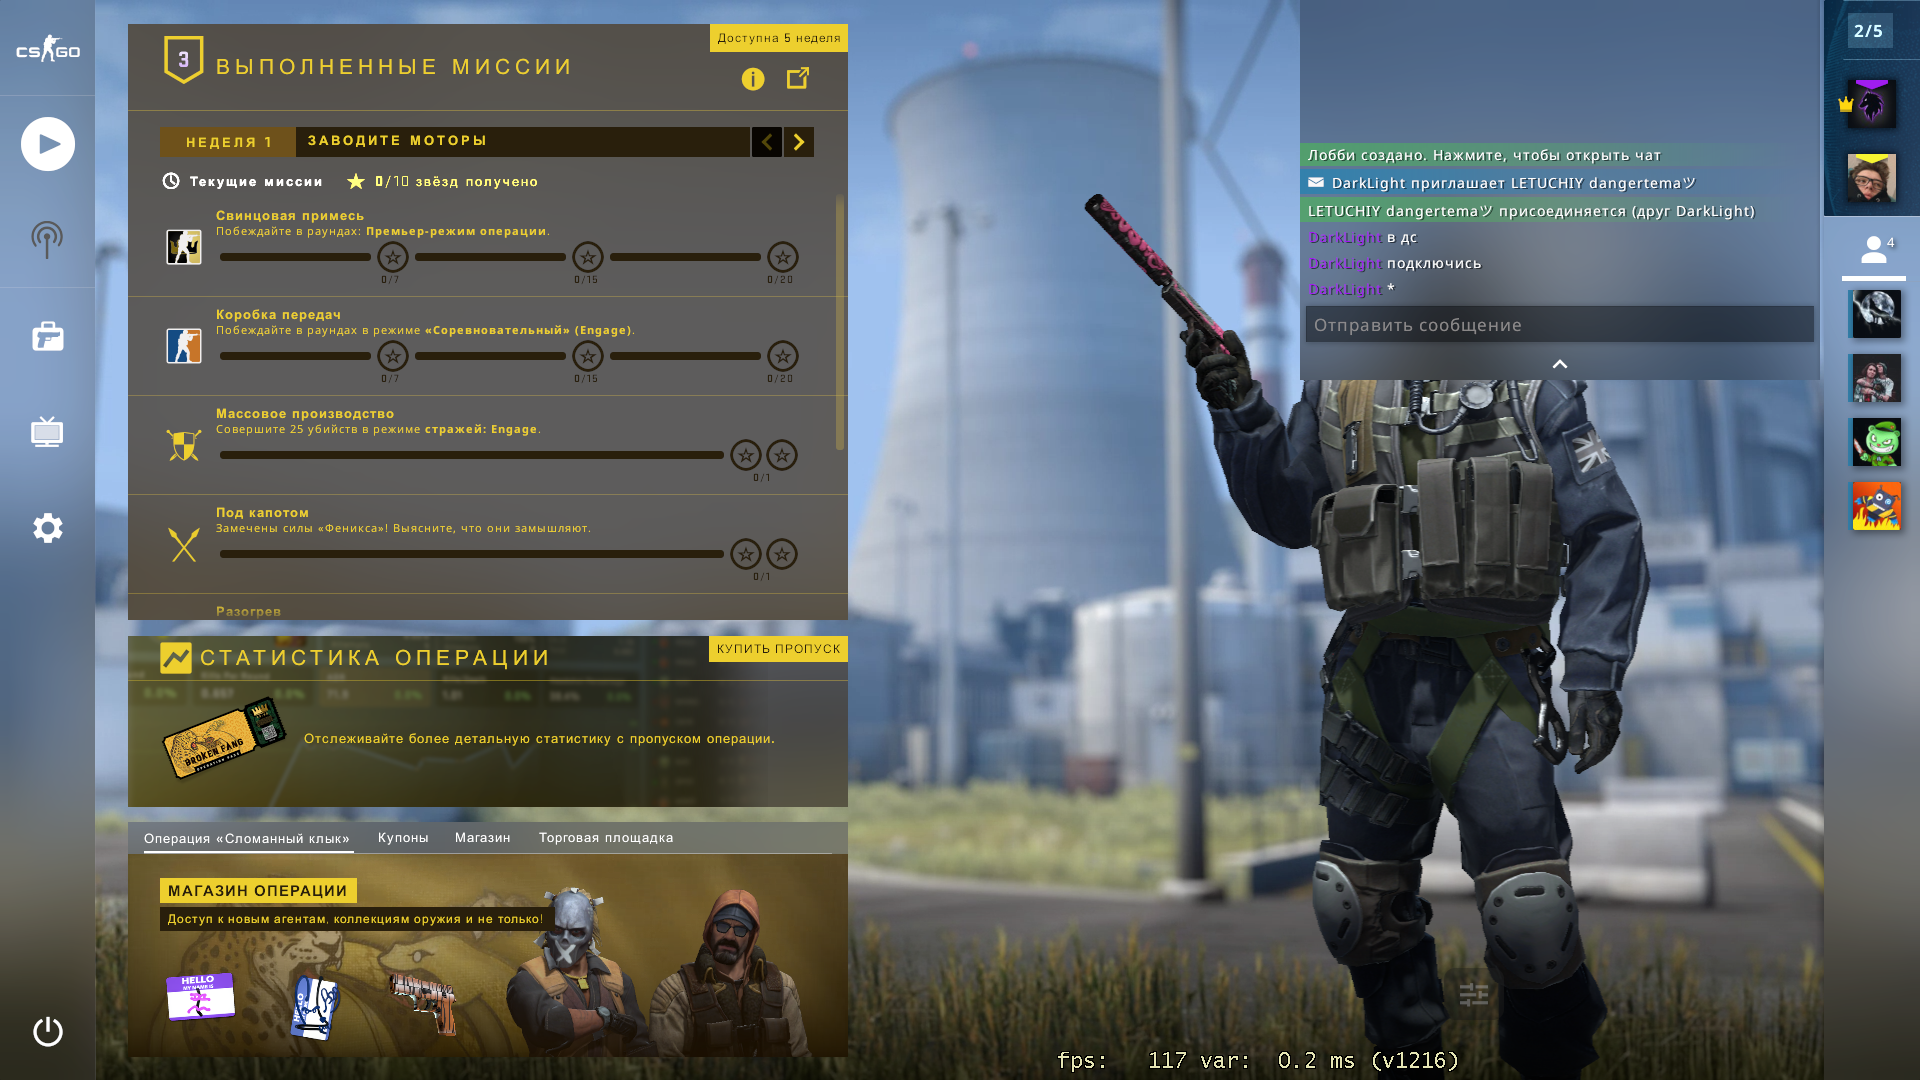 CS GO
Доступна 5 неделя
3
ВЫПОЛНЕННЫЕ МИССИИ
НЕДЕЛЯ 1
ЗАВОДИТЕ МОТОРЫ
Текущие миссии
0/10 звёзд получено
Свинцовая примесь
Побеждайте в раундах: Премьер-режим операции.
0/7
0/15
0/20
Коробка передач
Побеждайте в раундах в режиме «Соревновательный» (Engage).
0/7
0/15
0/20
Массовое производство
Совершите 25 убийств в режиме стражей: Engage.
0/1
Под капотом
Замечены силы «Феникса»! Выясните, что они замышляют.
0/1
Разогрев
СТАТИСТИКА ОПЕРАЦИИ
КУПИТЬ ПРОПУСК
BROKEN FANG
OPERATION PASS
Отслеживайте более детальную статистику с пропуском операции.
Операция «Сломанный клык»
Купоны
Магазин
Торговая площадка
МАГАЗИН ОПЕРАЦИИ
Доступ к новым агентам, коллекциям оружия и не только!
HELLO
MY NAME IS
HELLO
Лобби создано. Нажмите, чтобы открыть чат
DarkLight приглашает LETUCHIY dangertemaツ
LETUCHIY dangertemaツ присоединяется (друг DarkLight)
DarkLight в дс
DarkLight подключись
DarkLight *
Отправить сообщение
2/5
4
fps: 117 var: 0.2 ms (v1216)